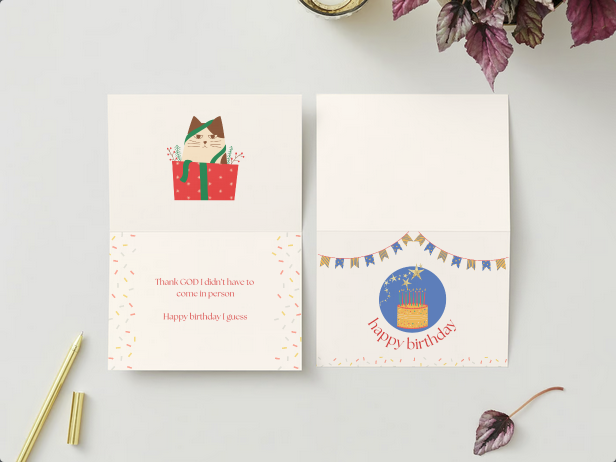 Thank GOD I didn't have to
come in person
Happy birthday I guess
happy birthday